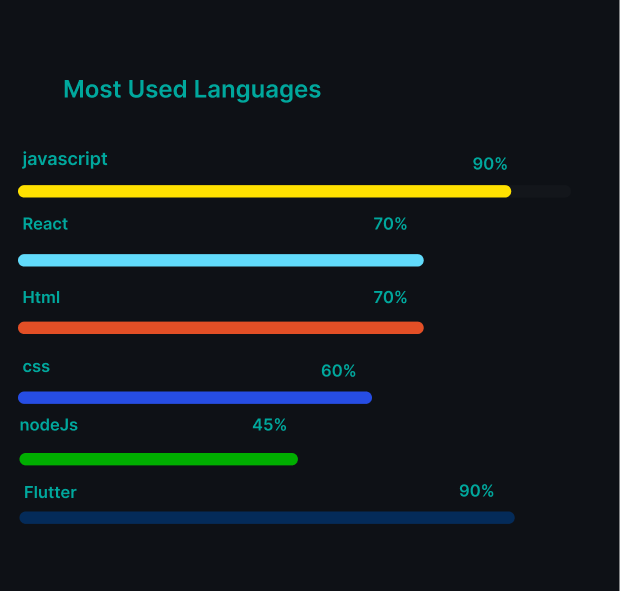 Most Used Languages
javascript 90%
React 70%
Html 70%
css 60%
nodeJs 45%
Flutter 90%